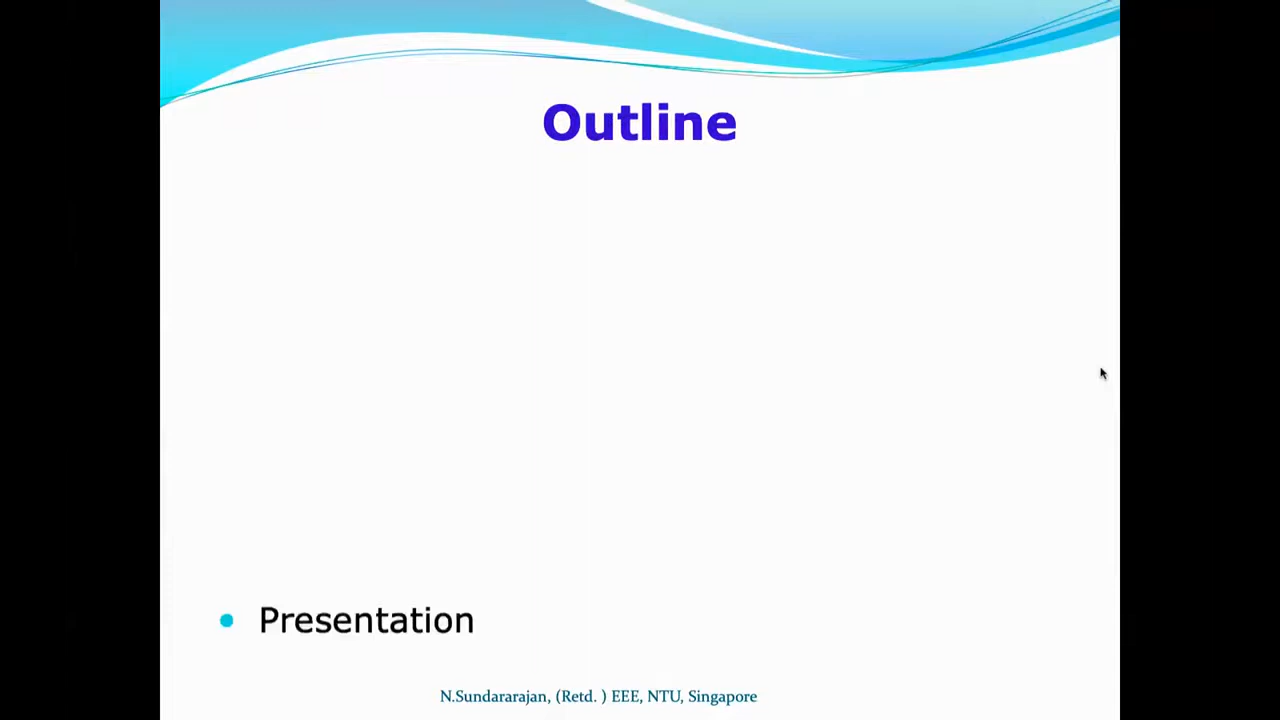 Outline
• Presentation
N.Sundararajan, (Retd. ) EEE, NTU, Singapore